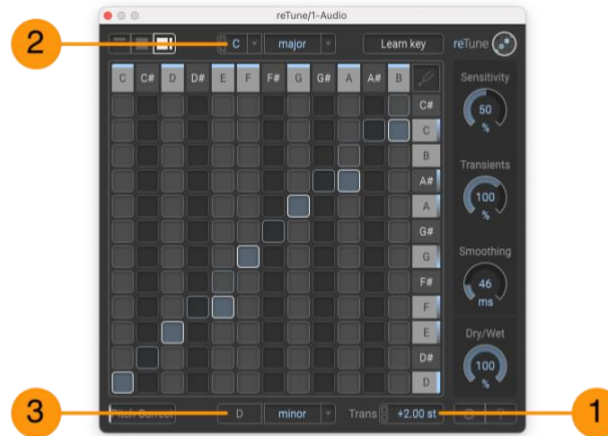 reTune/1-Audio
2
C major Learn key reTune
C C# D D# E F F# G G# A A# B
Sensitivity
C#
50
%
C
B
Transients
A#
100
%
A
G#
G
Smoothing
F#
46
ms
F
E
Dry/Wet
D#
100
%
D
3
Pitch Correct D minor Trans +2.00 st
1
?